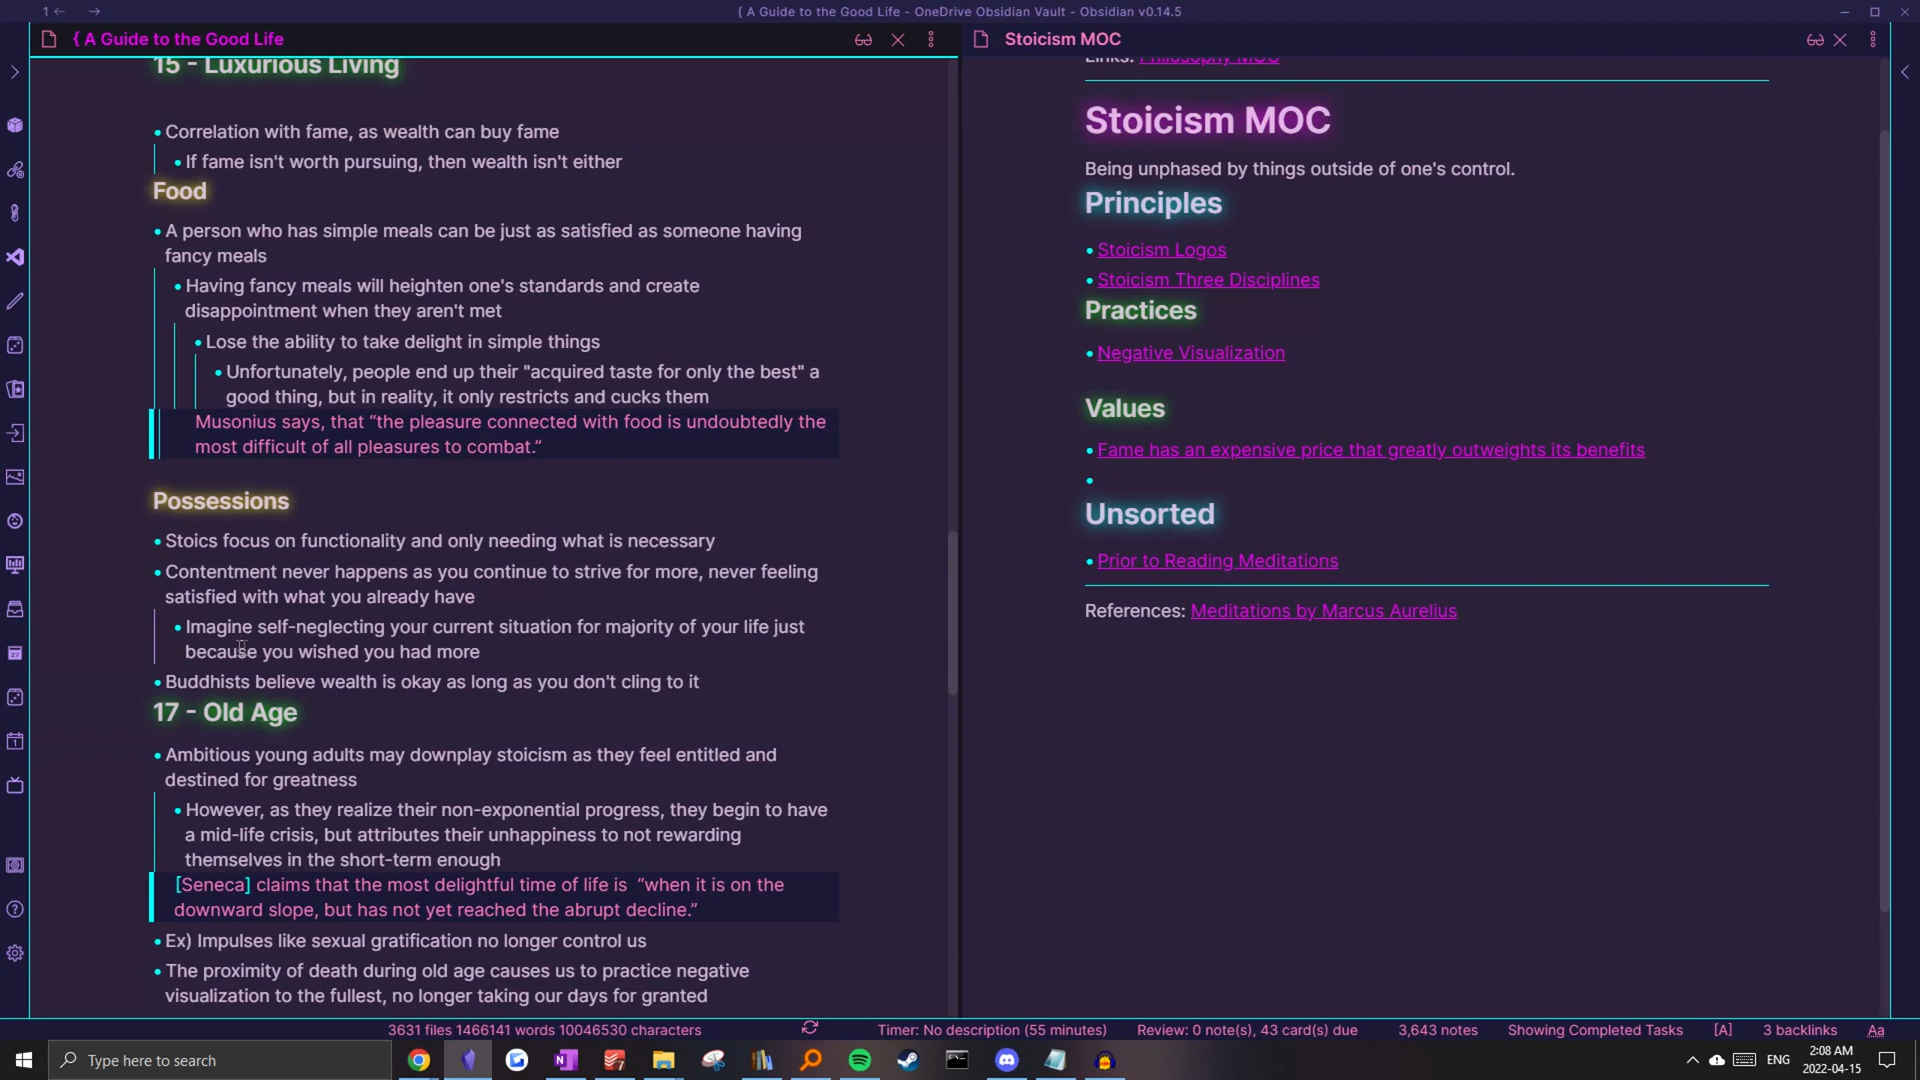 1
{ A Guide to the Good Life - OneDrive Obsidian Vault - Obsidian v0.14.5
{ A Guide to the Good Life
15 - Luxurious Living
Correlation with fame, as wealth can buy fame
If fame isn't worth pursuing, then wealth isn't either
Food
A person who has simple meals can be just as satisfied as someone having
fancy meals
Having fancy meals will heighten one's standards and create
disappointment when they aren't met
Lose the ability to take delight in simple things
Unfortunately, people end up their "acquired taste for only the best" a
good thing, but in reality, it only restricts and cucks them
Musonius says, that “the pleasure connected with food is undoubtedly the
most difficult of all pleasures to combat.”
Possessions
Stoics focus on functionality and only needing what is necessary
Contentment never happens as you continue to strive for more, never feeling
satisfied with what you already have
Imagine self-neglecting your current situation for majority of your life just
because you wished you had more
Buddhists believe wealth is okay as long as you don't cling to it
17 - Old Age
Ambitious young adults may downplay stoicism as they feel entitled and
destined for greatness
However, as they realize their non-exponential progress, they begin to have
a mid-life crisis, but attributes their unhappiness to not rewarding
themselves in the short-term enough
[Seneca] claims that the most delightful time of life is “when it is on the
downward slope, but has not yet reached the abrupt decline.”
Ex) Impulses like sexual gratification no longer control us
The proximity of death during old age causes us to practice negative
visualization to the fullest, no longer taking our days for granted
Stoicism MOC
Links: Philosophy MOC
Stoicism MOC
Being unphased by things outside of one's control.
Principles
Stoicism Logos
Stoicism Three Disciplines
Practices
Negative Visualization
Values
Fame has an expensive price that greatly outweights its benefits
Unsorted
Prior to Reading Meditations
References: Meditations by Marcus Aurelius
3631 files 1466141 words 10046530 characters
Timer: No description (55 minutes)
Review: 0 note(s), 43 card(s) due
3,643 notes
Showing Completed Tasks
[A]
3 backlinks
Aa
Type here to search
ENG
2:08 AM
2022-04-15